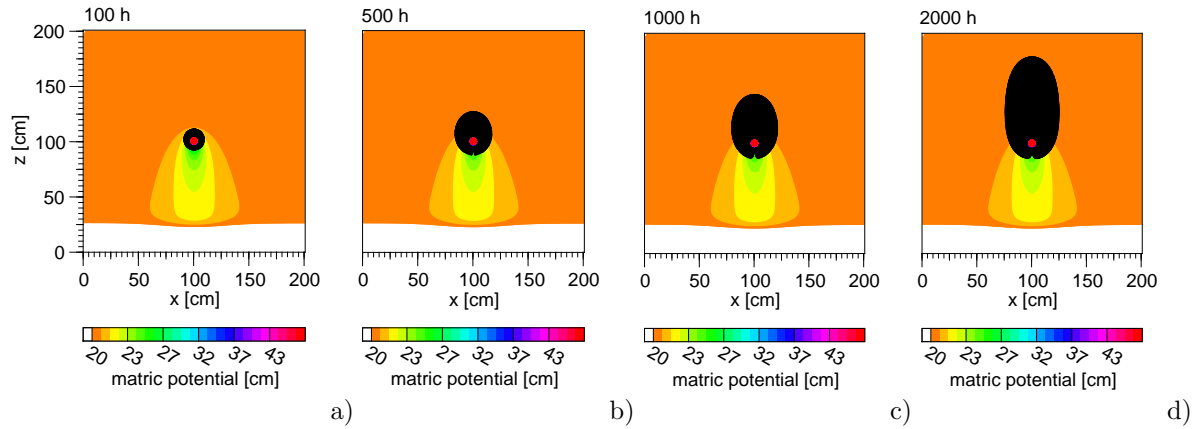 100 h
200
150
100
50
0
z [cm]
0 50 100 150 200
x [cm]
20 23 27 32 37 43
matric potential [cm]
a)
500 h
0 50 100 150 200
x [cm]
20 23 27 32 37 43
matric potential [cm]
b)
1000 h
0 50 100 150 200
x [cm]
20 23 27 32 37 43
matric potential [cm]
c)
2000 h
0 50 100 150 200
x [cm]
20 23 27 32 37 43
matric potential [cm]
d)